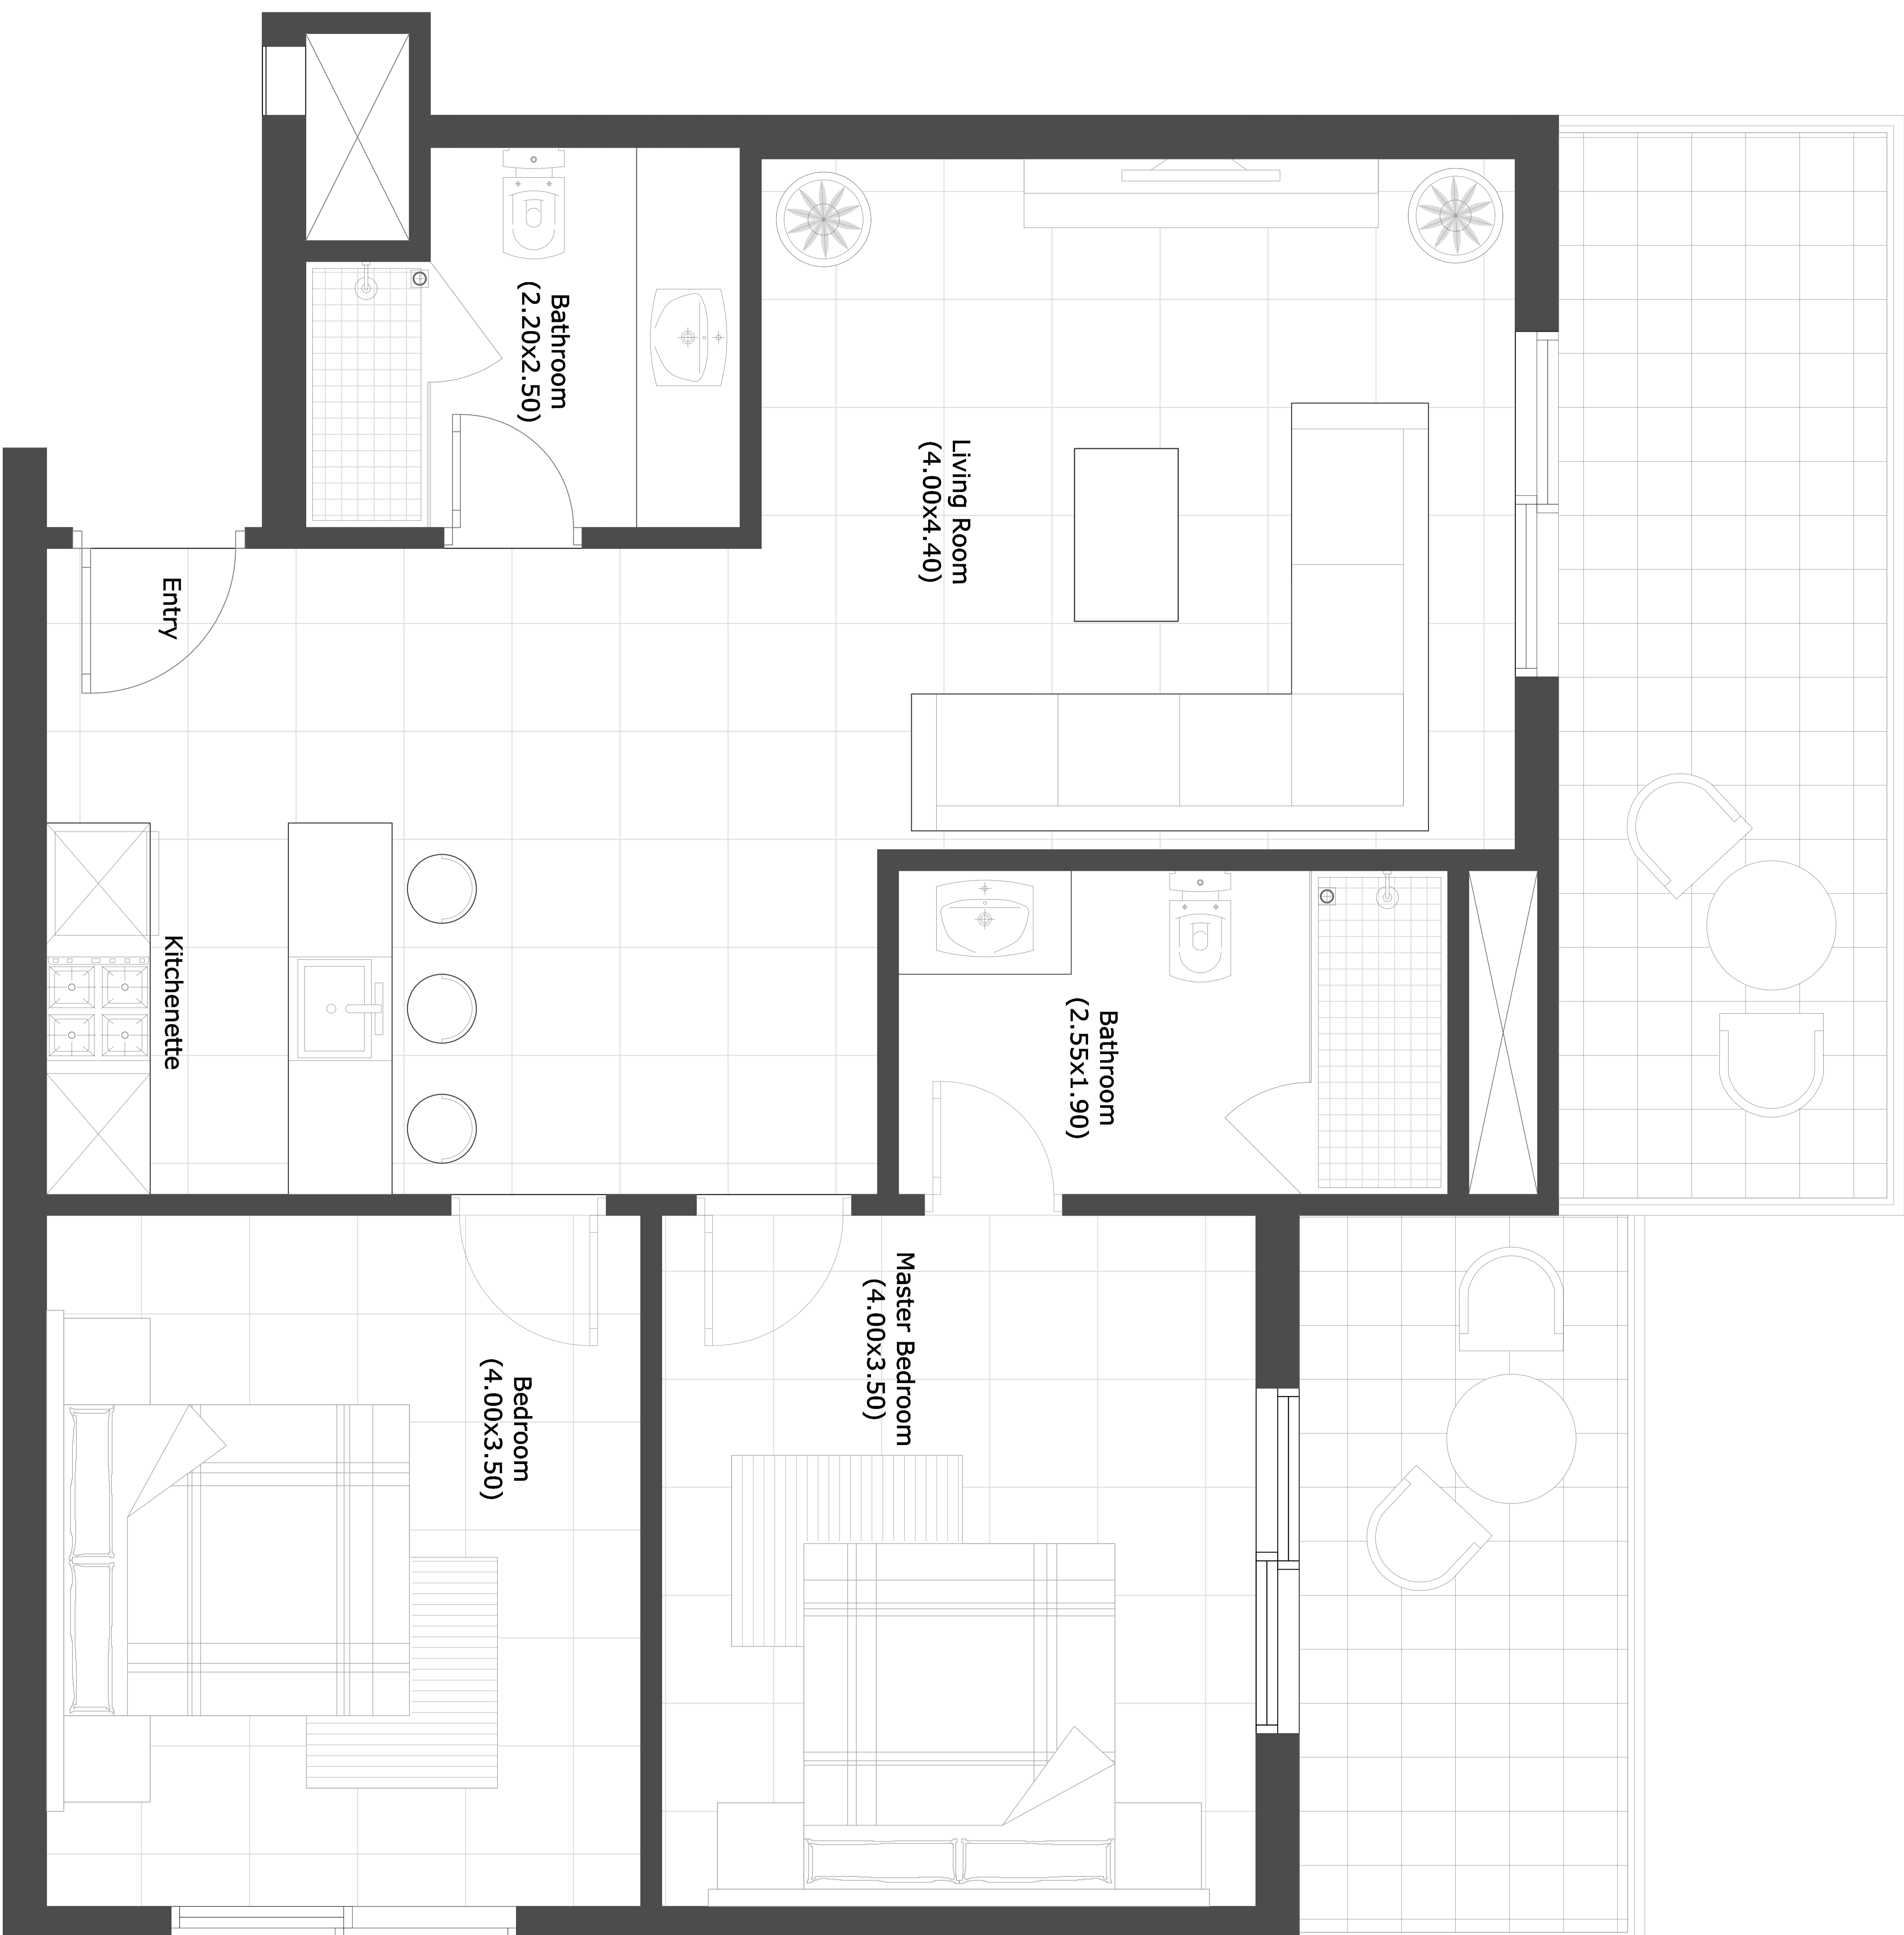 Bathroom
(2.20x2.50)
Living Room
(4.00x4.40)
Entry
Kitchenette
Bathroom
(2.55x1.90)
Master Bedroom
(4.00x3.50)
Bedroom
(4.00x3.50)